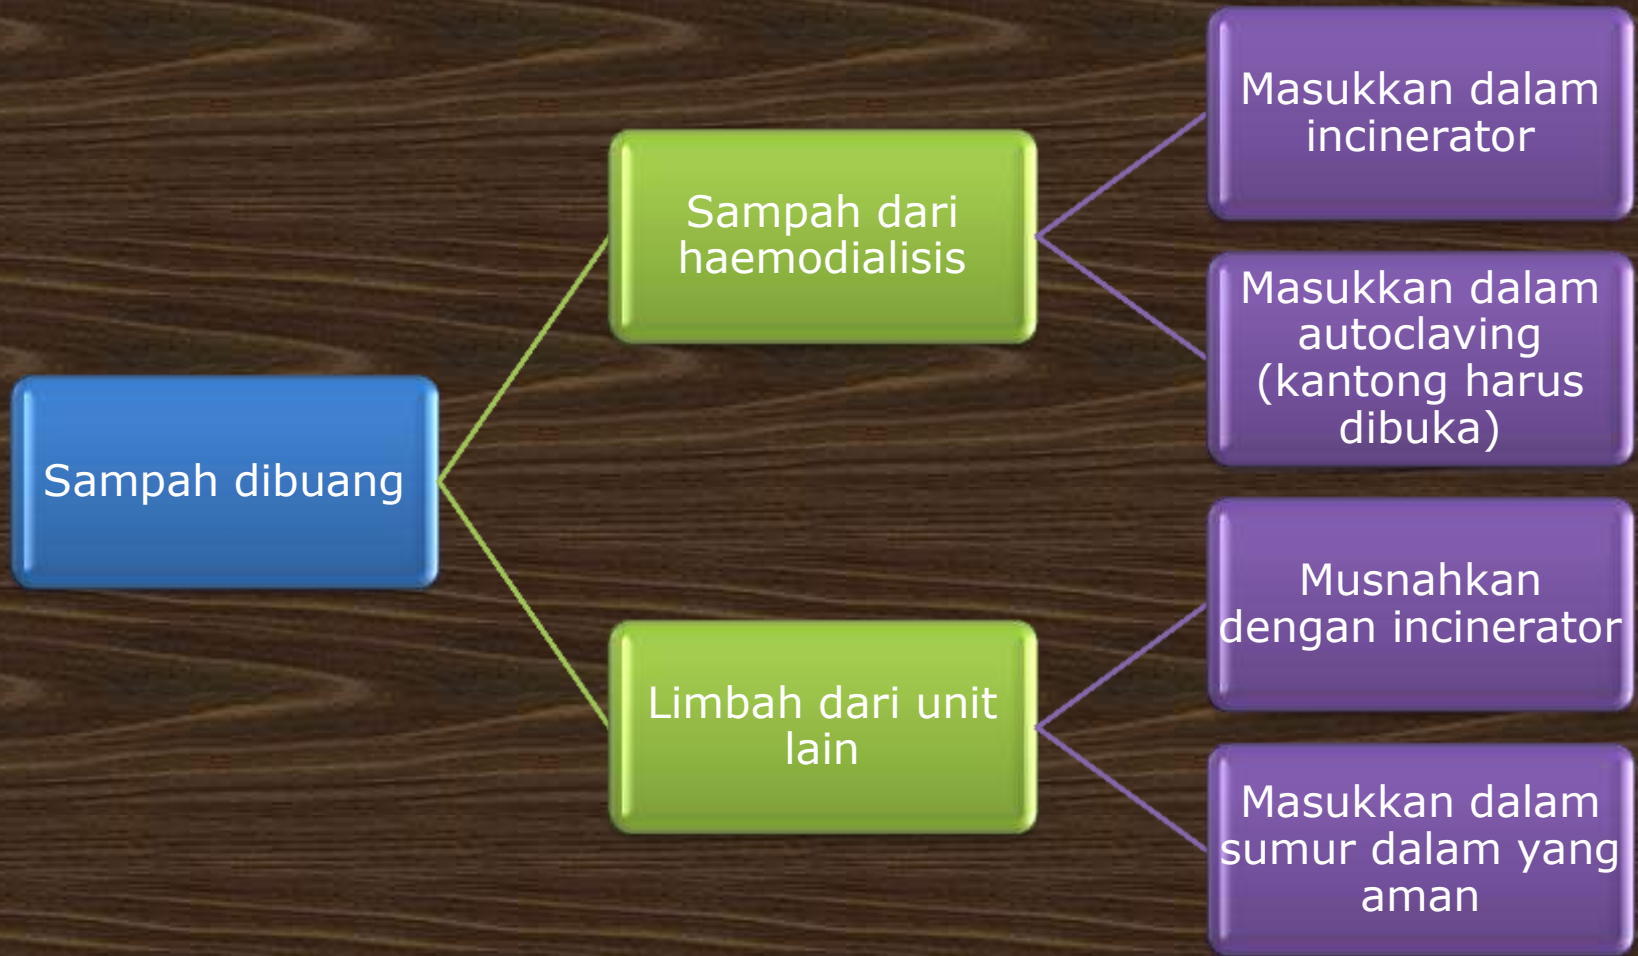 Sampah dibuang
Sampah dari
haemodialisis
Masukkan dalam
incinerator
Masukkan dalam
autoclaving
(kantong harus
dibuka)
Limbah dari unit
lain
Musnahkan
dengan incinerator
Masukkan dalam
sumur dalam yang
aman